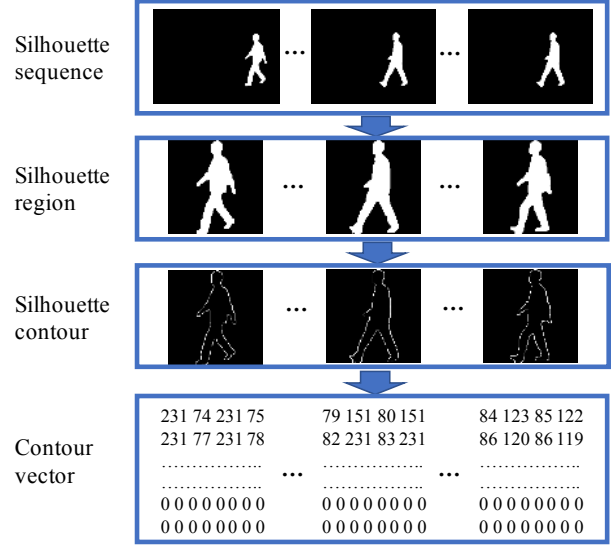 Silhouette
sequence
... ...
Silhouette
region
... ...
Silhouette
contour
... ...
Contour
vector
231 74 231 75 79 151 80 151 84 123 85 122
231 77 231 78 82 231 83 231 86 120 86 119
.................. .................. ..................
... ...
.................. .................. ..................
0 0 0 0 0 0 0 0 0 0 0 0 0 0 0 0 0 0 0 0 0 0 0 0
0 0 0 0 0 0 0 0 0 0 0 0 0 0 0 0 0 0 0 0 0 0 0 0